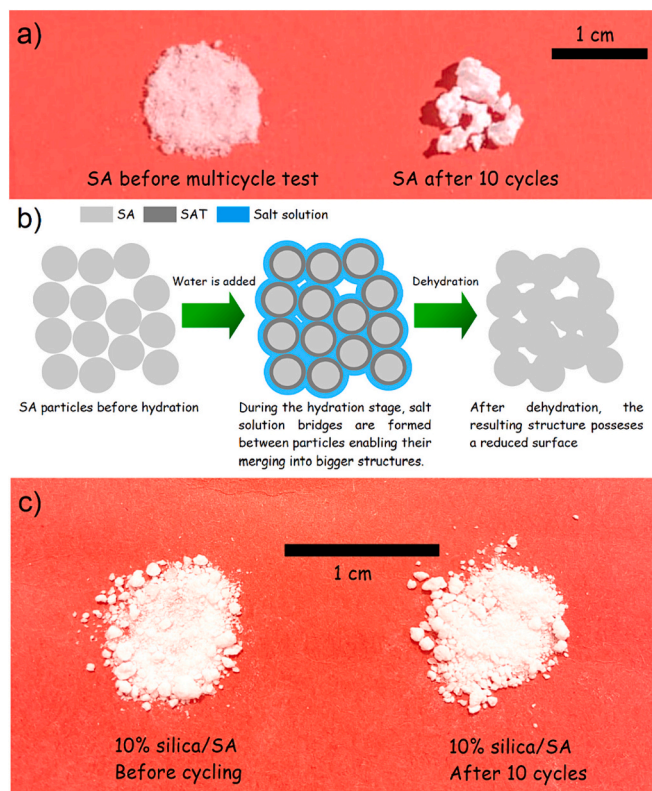 a)
1 cm
SA before multicycle test
SA after 10 cycles
b)
SA
SAT
Salt solution
Water is added
Dehydration
SA particles before hydration
During the hydration stage, salt
solution bridges are formed
between particles enabling their
merging into bigger structures.
After dehydration, the
resulting structure posseses
a reduced surface
c)
1 cm
10% silica/SA
Before cycling
10% silica/SA
After 10 cycles